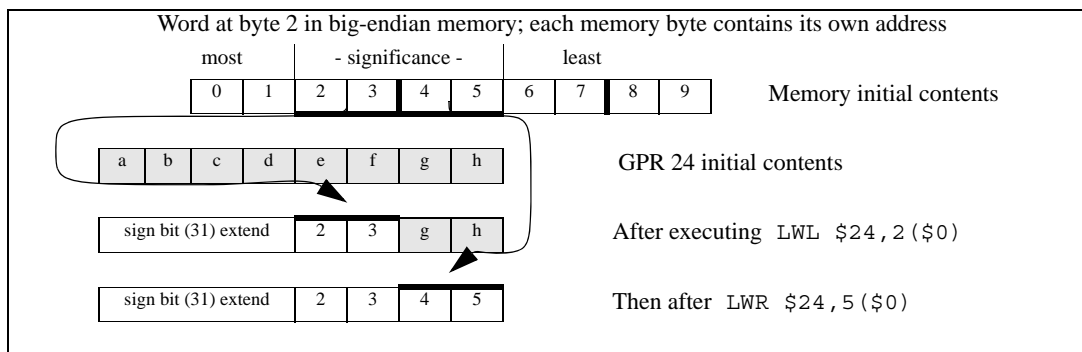 Word at byte 2 in big-endian memory; each memory byte contains its own address
most - significance - least
0 1 2 3 4 5 6 7 8 9 Memory initial contents
a b c d e f g h GPR 24 initial contents
sign bit (31) extend 2 3 g h After executing LWL $24,2($0)
sign bit (31) extend 2 3 4 5 Then after LWR $24,5($0)